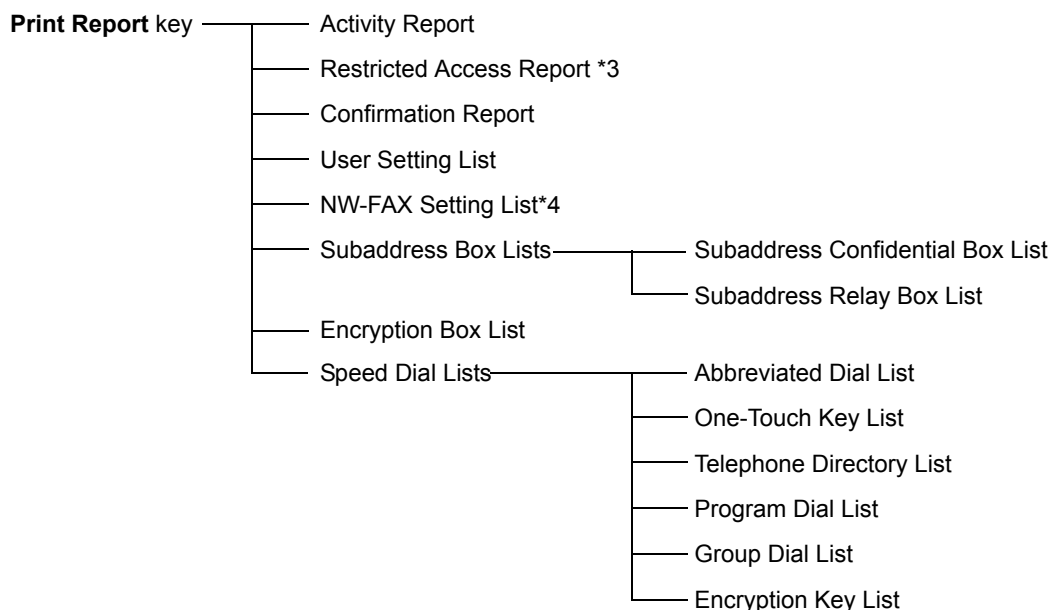 Print Report key Activity Report
Restricted Access Report *3
Confirmation Report
User Setting List
NW-FAX Setting List*4
Subaddress Box Lists Subaddress Confidential Box List
Subaddress Relay Box List
Encryption Box List
Speed Dial Lists Abbreviated Dial List
One-Touch Key List
Telephone Directory List
Program Dial List
Group Dial List
Encryption Key List